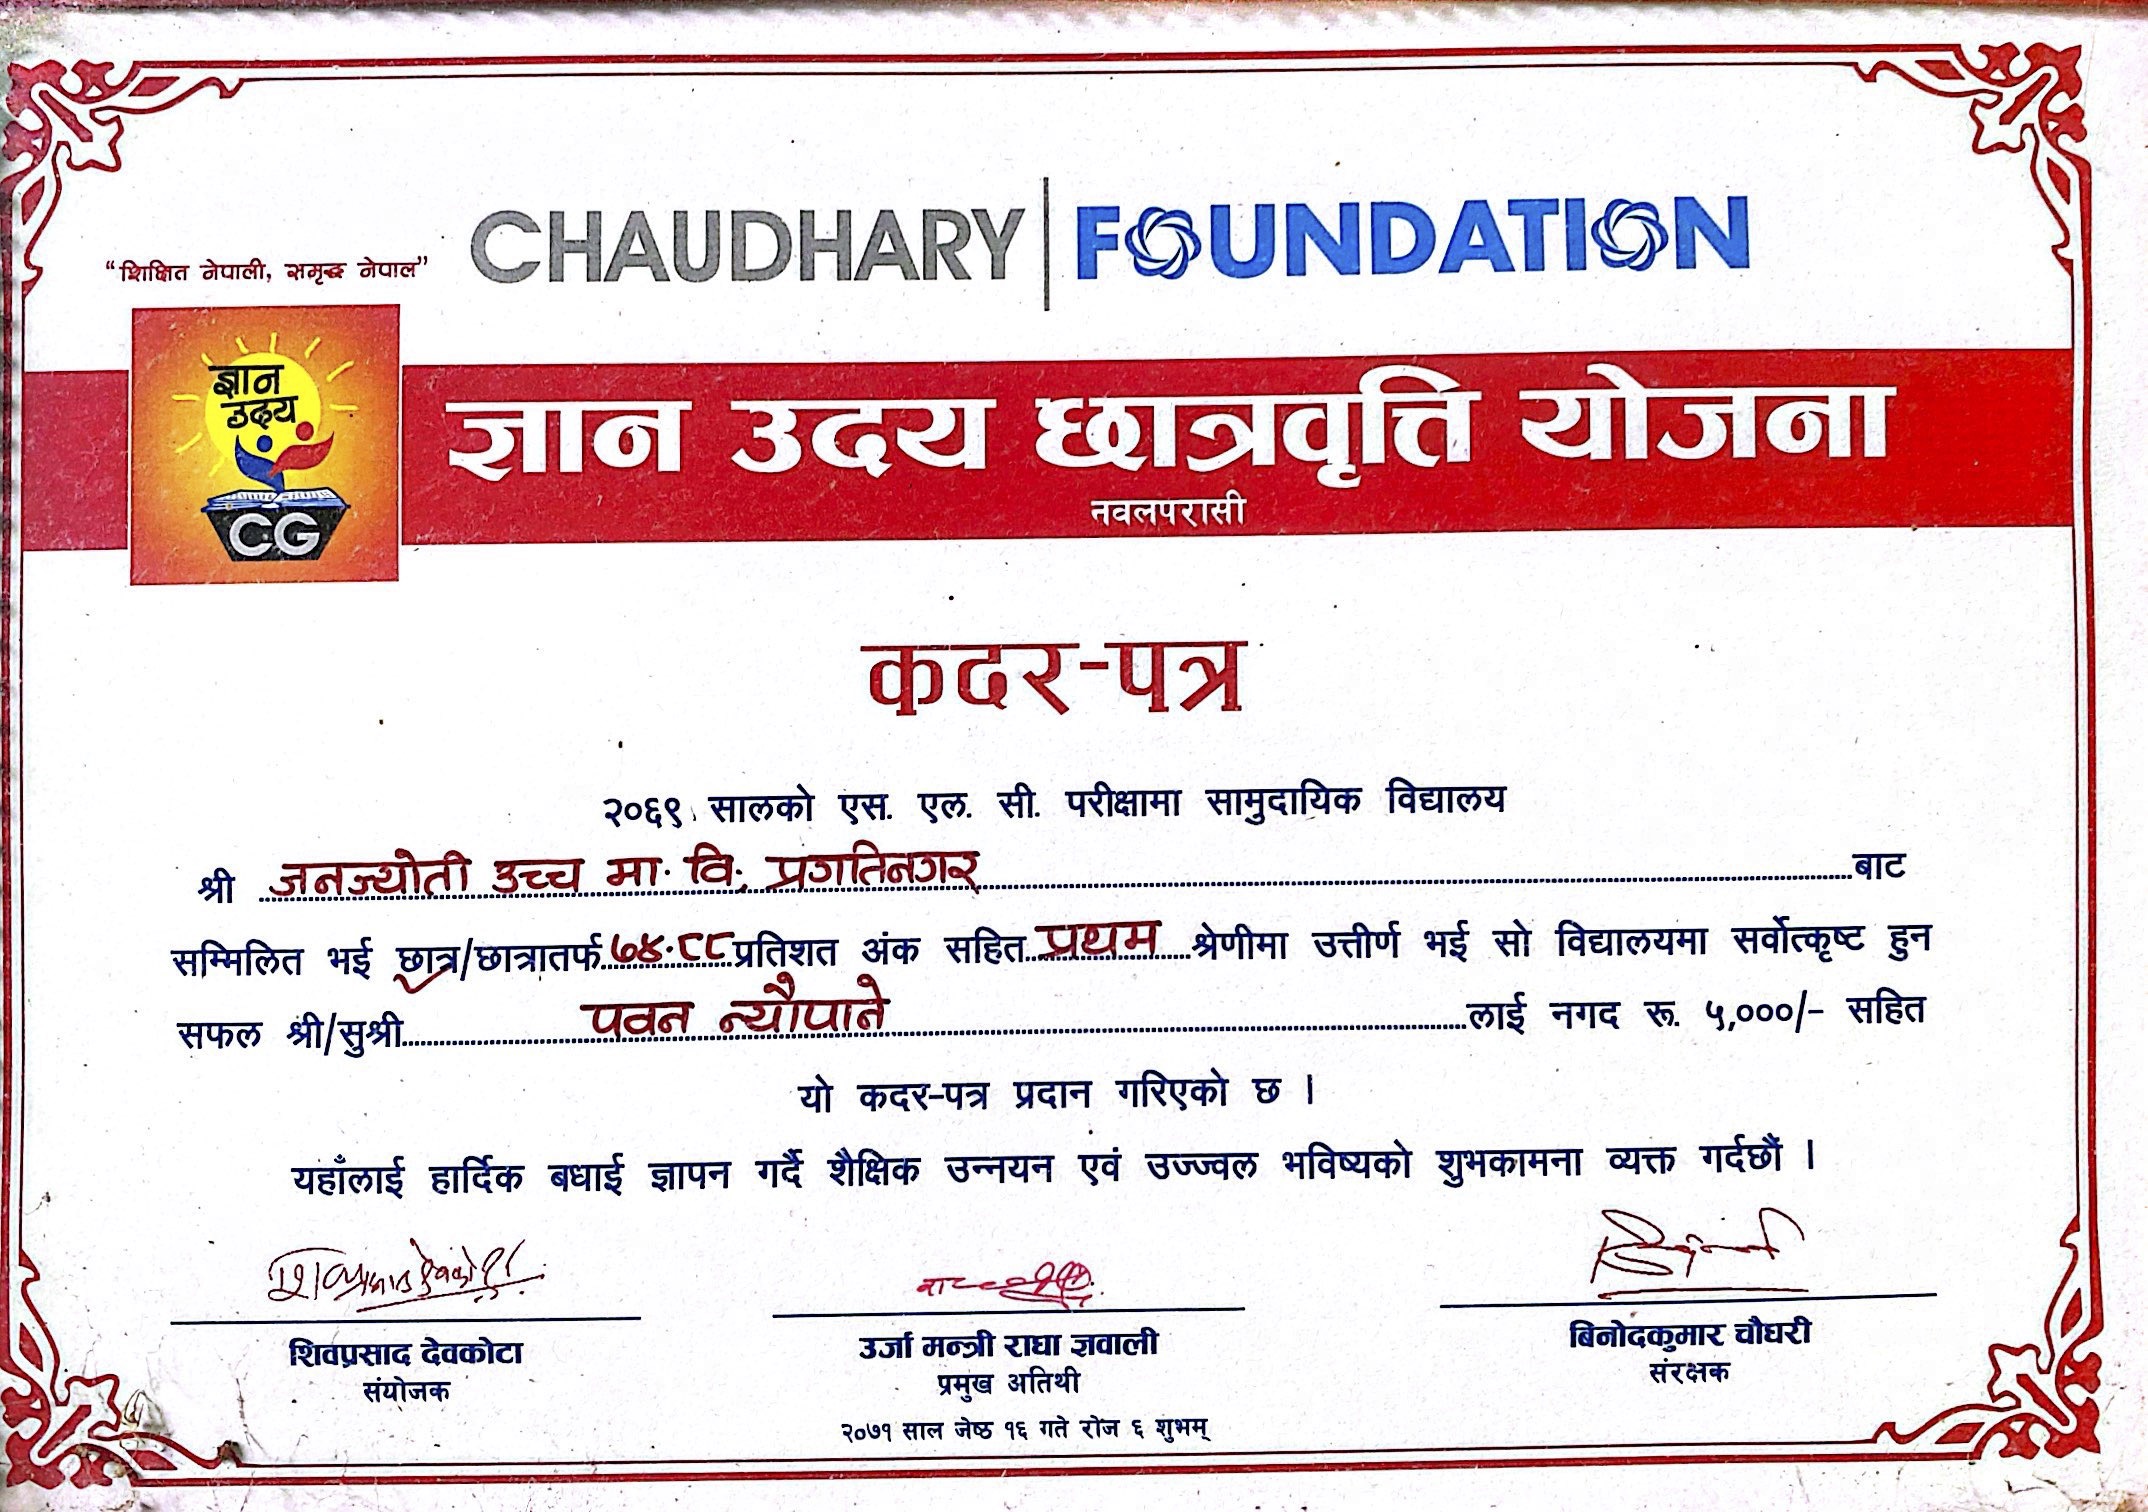 CHAUDHARY | FOUNDATION
“शिक्षित नेपाली, समृद्ध नेपाल”
ज्ञान
उदय
CG
ज्ञान उदय छात्रवृत्ति योजना
नवलपरासी
कदर-पत्र
२०६९ सालको एस. एल. सी. परीक्षामा सामुदायिक विद्यालय
श्री जनज्योती उच्च मा. वि. प्रगतिनगर बाट
सम्मिलित भई छात्र/छात्रातर्फ ७४.८८ प्रतिशत अंक सहित प्रथम श्रेणीमा उत्तीर्ण भई सो विद्यालयमा सर्वोत्कृष्ट हुन
सफल श्री/सुश्री पवन न्यौपाने लाई नगद रू. ५,०००/- सहित
यो कदर-पत्र प्रदान गरिएको छ ।
यहाँलाई हार्दिक बधाई ज्ञापन गर्दै शैक्षिक उन्नयन एवं उज्ज्वल भविष्यको शुभकामना व्यक्त गर्दछौं ।
शिवप्रसाद देवकोटा
शिवप्रसाद देवकोटा
संयोजक
उर्जा मन्त्री राधा ज्ञवाली
प्रमुख अतिथी
बिनोदकुमार चौधरी
संरक्षक
२०७१ साल जेष्ठ १६ गते रोज ६ शुभम्